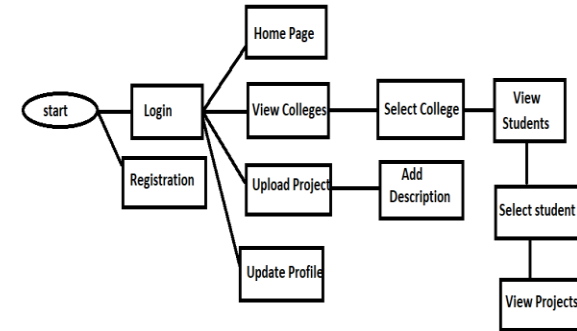 Home Page
start
Login
View Colleges
Select College
View
Students
Registration
Upload Project
Add
Description
Select student
Update Profile
View Projects